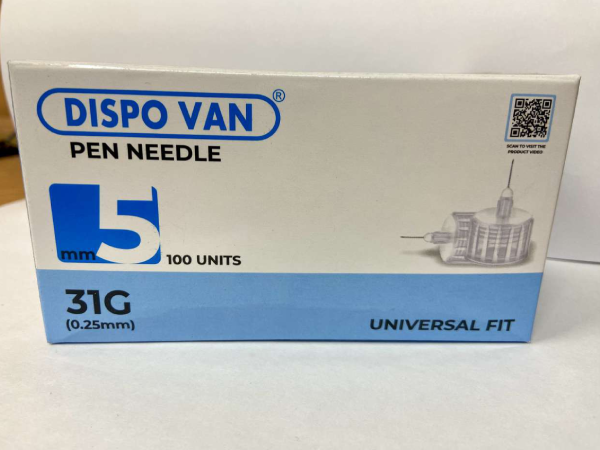 DISPO VAN®
PEN NEEDLE
SCAN TO VISIT THE
PRODUCT VIDEO
5
mm
100 UNITS
31G
(0.25mm)
UNIVERSAL FIT